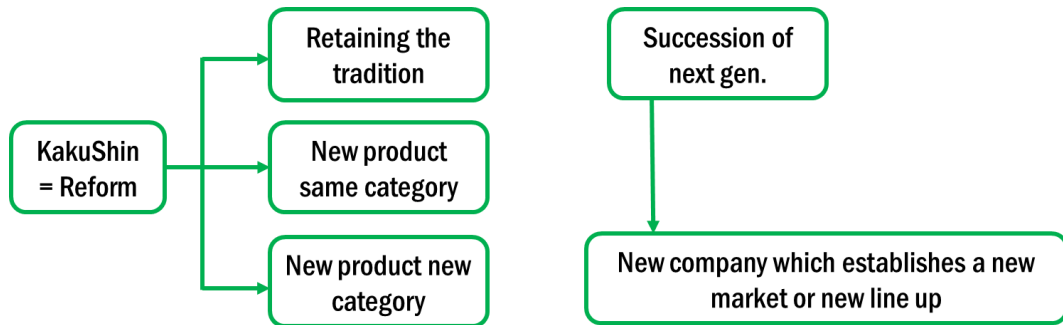 Retaining the
tradition
Succession of
next gen.
KakuShin
= Reform
New product
same category
New product new
category
New company which establishes a new
market or new line up